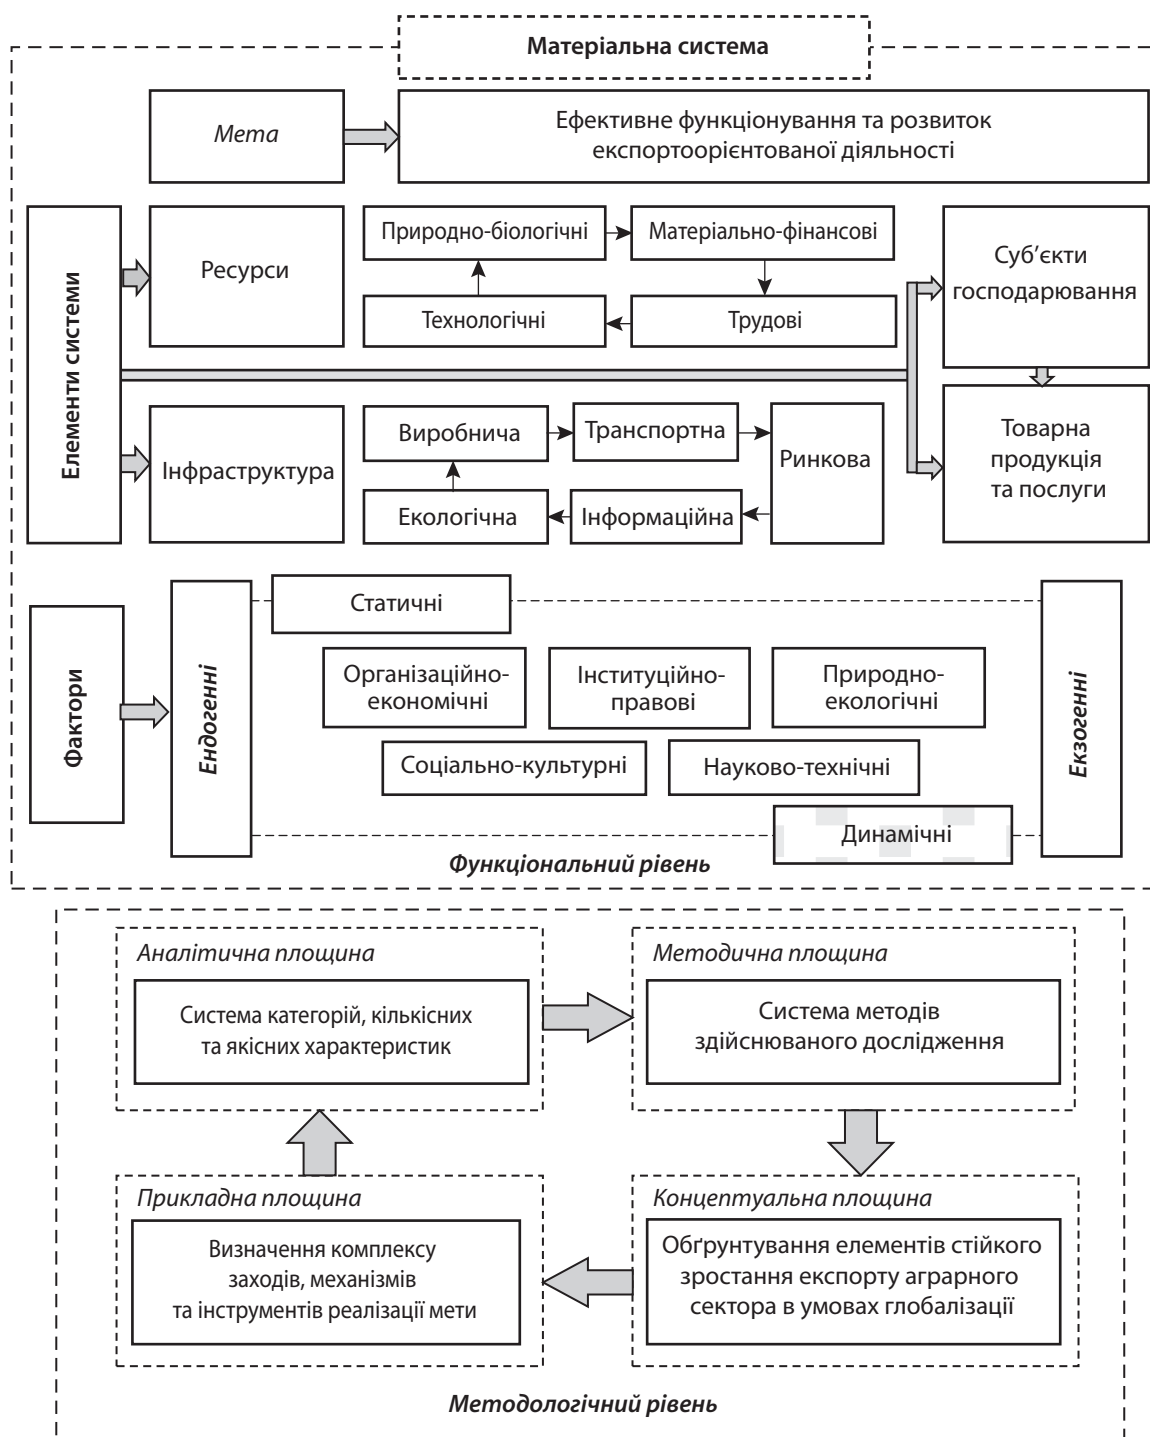 Матеріальна система
Мета
Ефективне функціонування та розвиток
експортоорієнтованої діяльності
Елементи системи
Ресурси
Природно-біологічні
Матеріально-фінансові
Технологічні
Трудові
Суб’єкти
господарювання
Інфраструктура
Виробнича
Транспортна
Ринкова
Екологічна
Інформаційна
Товарна
продукція
та послуги
Фактори
Ендогенні
Статичні
Організаційно-
економічні
Інституційно-
правові
Природно-
екологічні
Соціально-культурні
Науково-технічні
Динамічні
Екзогенні
Функціональний рівень
Аналітична площина
Система категорій, кількісних
та якісних характеристик
Методична площина
Система методів
здійснюваного дослідження
Прикладна площина
Визначення комплексу
заходів, механізмів
та інструментів реалізації мети
Концептуальна площина
Обґрунтування елементів стійкого
зростання експорту аграрного
сектора в умовах глобалізації
Методологічний рівень